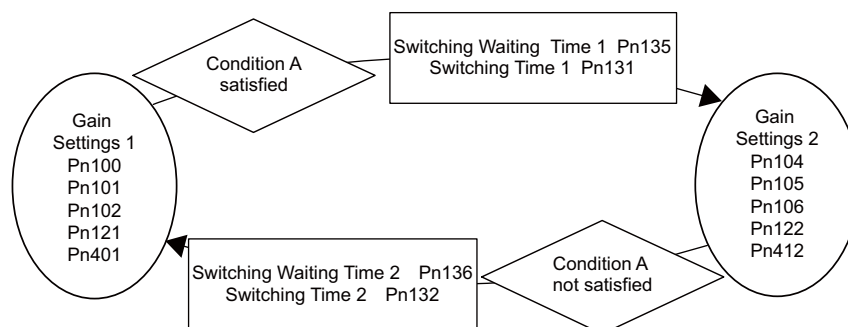 Condition A
satisfied
Switching Waiting Time 1 Pn135
Switching Time 1 Pn131
Gain
Settings 1
Pn100
Pn101
Pn102
Pn121
Pn401
Gain
Settings 2
Pn104
Pn105
Pn106
Pn122
Pn412
Switching Waiting Time 2 Pn136
Switching Time 2 Pn132
Condition A
not satisfied